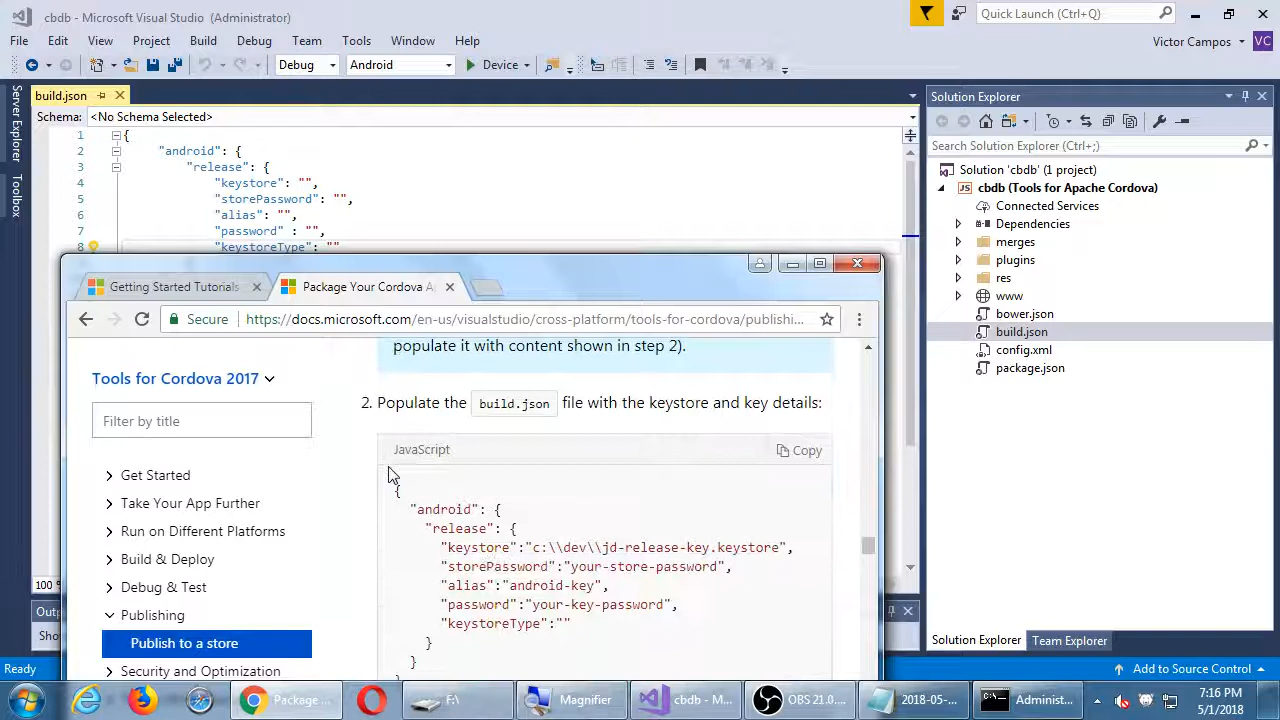 cbdb - Microsoft Visual Studio (Administrator)
Quick Launch (Ctrl+Q)
File Edit View Project Build Debug Team Tools Window Help
Victor Campos VC
Debug Android Device
Server Explorer
Toolbox
build.json
Schema: <No Schema Selected>
1 {
2 "android": {
3 "release": {
4 "keystore": "",
5 "storePassword": "",
6 "alias": "",
7 "password" : "",
8 "keystoreType": ""
100 %
Outp
Sho
Ready
Solution Explorer
Search Solution Explorer (Ctrl+;)
Solution 'cbdb' (1 project)
JS cbdb (Tools for Apache Cordova)
Connected Services
Dependencies
merges
plugins
res
www
bower.json
build.json
config.xml
package.json
Solution Explorer Team Explorer
Add to Source Control
Getting Started Tutorials
Package Your Cordova A
Secure https://docs.microsoft.com/en-us/visualstudio/cross-platform/tools-for-cordova/publishi...
Tools for Cordova 2017
Filter by title
Get Started
Take Your App Further
Run on Different Platforms
Build & Deploy
Debug & Test
Publishing
Publish to a store
Security and Optimization
populate it with content shown in step 2).
2. Populate the build.json file with the keystore and key details:
JavaScript Copy
{
"android": {
"release": {
"keystore":"c:\\dev\\jd-release-key.keystore",
"storePassword":"your-store-password",
"alias":"android-key",
"password":"your-key-password",
"keystoreType":""
}
}
Package ...
F:\
Magnifier
cbdb - M...
OBS 21.0....
2018-05-...
Administ...
7:16 PM
5/1/2018